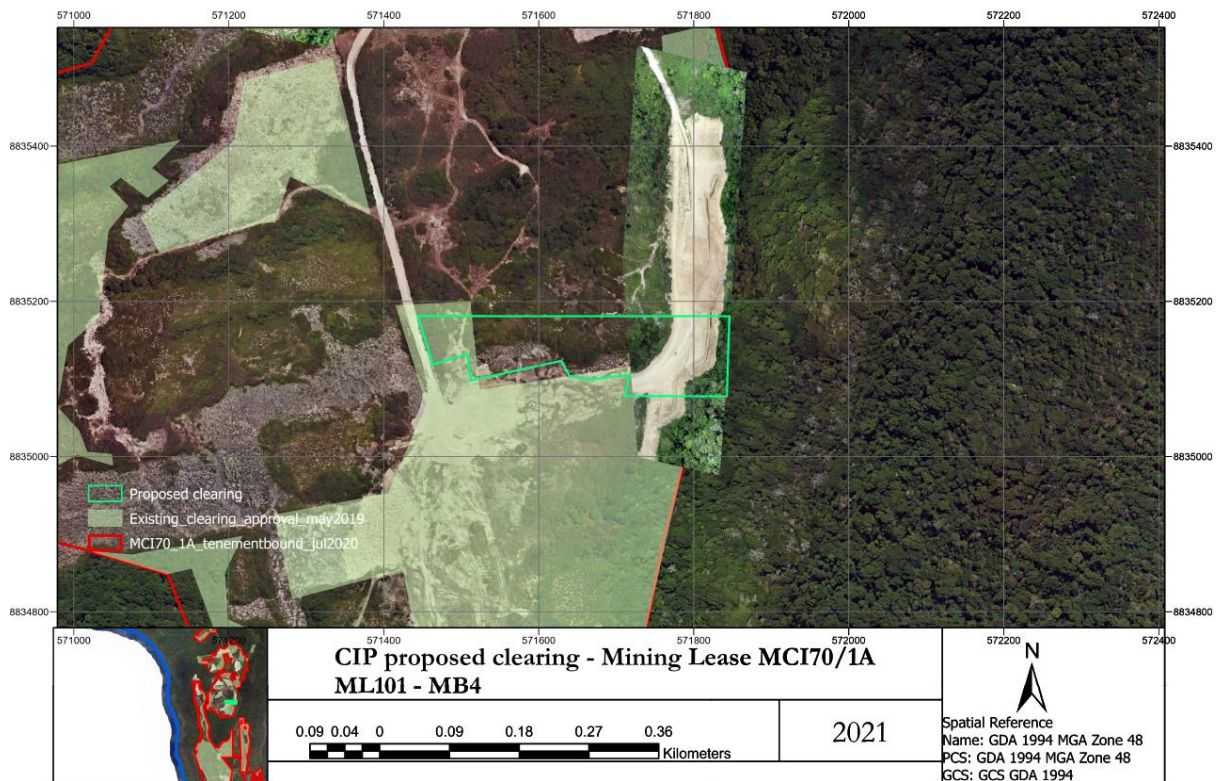 571000 571200 571400 571600 571800 572000 572200 572400
8835400 8835400
8835200 8835200
8835000 8835000
Proposed clearing
Existing_clearing_approval_may2019
MCI70_1A_tenementbound_jul2020
8834800 8834800
571000 571200 571400 571600 571800 572000 572200 572400
CIP proposed clearing - Mining Lease MCI70/1A
ML101 - MB4
N
0.09 0.04 0 0.09 0.18 0.27 0.36
Kilometers
2021
Spatial Reference
Name: GDA 1994 MGA Zone 48
PCS: GDA 1994 MGA Zone 48
GCS: GCS GDA 1994